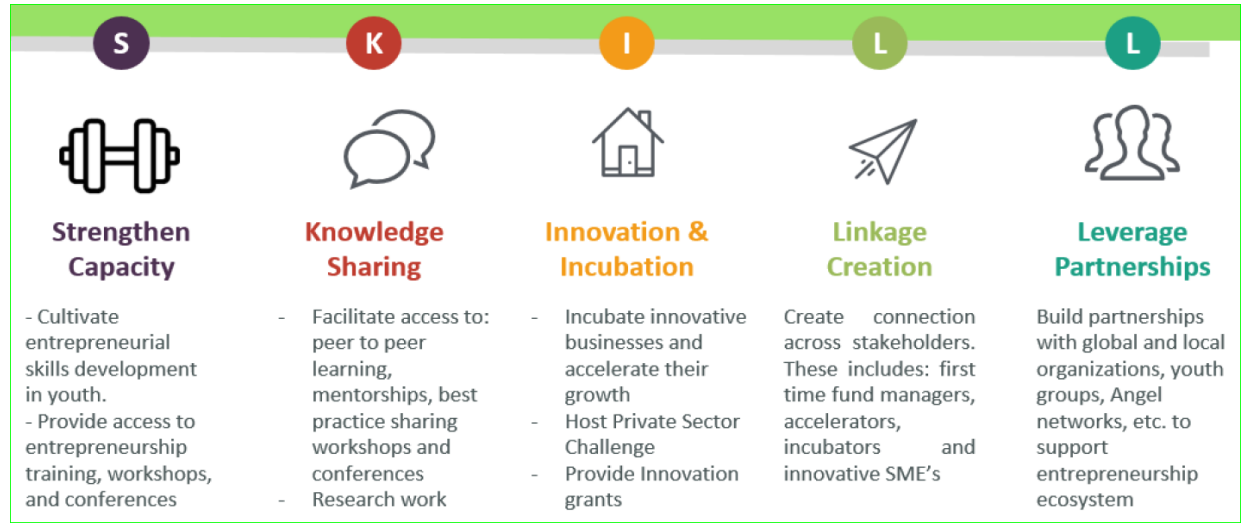 S
K
I
L
L
Strengthen
Capacity
- Cultivate
entrepreneurial
skills development
in youth.
- Provide access to
entrepreneurship
training, workshops,
and conferences
Knowledge
Sharing
- Facilitate access to:
peer to peer
learning,
mentorships, best
practice sharing
workshops and
conferences
- Research work
Innovation &
Incubation
- Incubate innovative
businesses and
accelerate their
growth
- Host Private Sector
Challenge
- Provide Innovation
grants
Linkage
Creation
Create connection
across stakeholders.
These includes: first
time fund managers,
accelerators,
incubators and
innovative SME's
Leverage
Partnerships
Build partnerships
with global and local
organizations, youth
groups, Angel
networks, etc. to
support
entrepreneurship
ecosystem